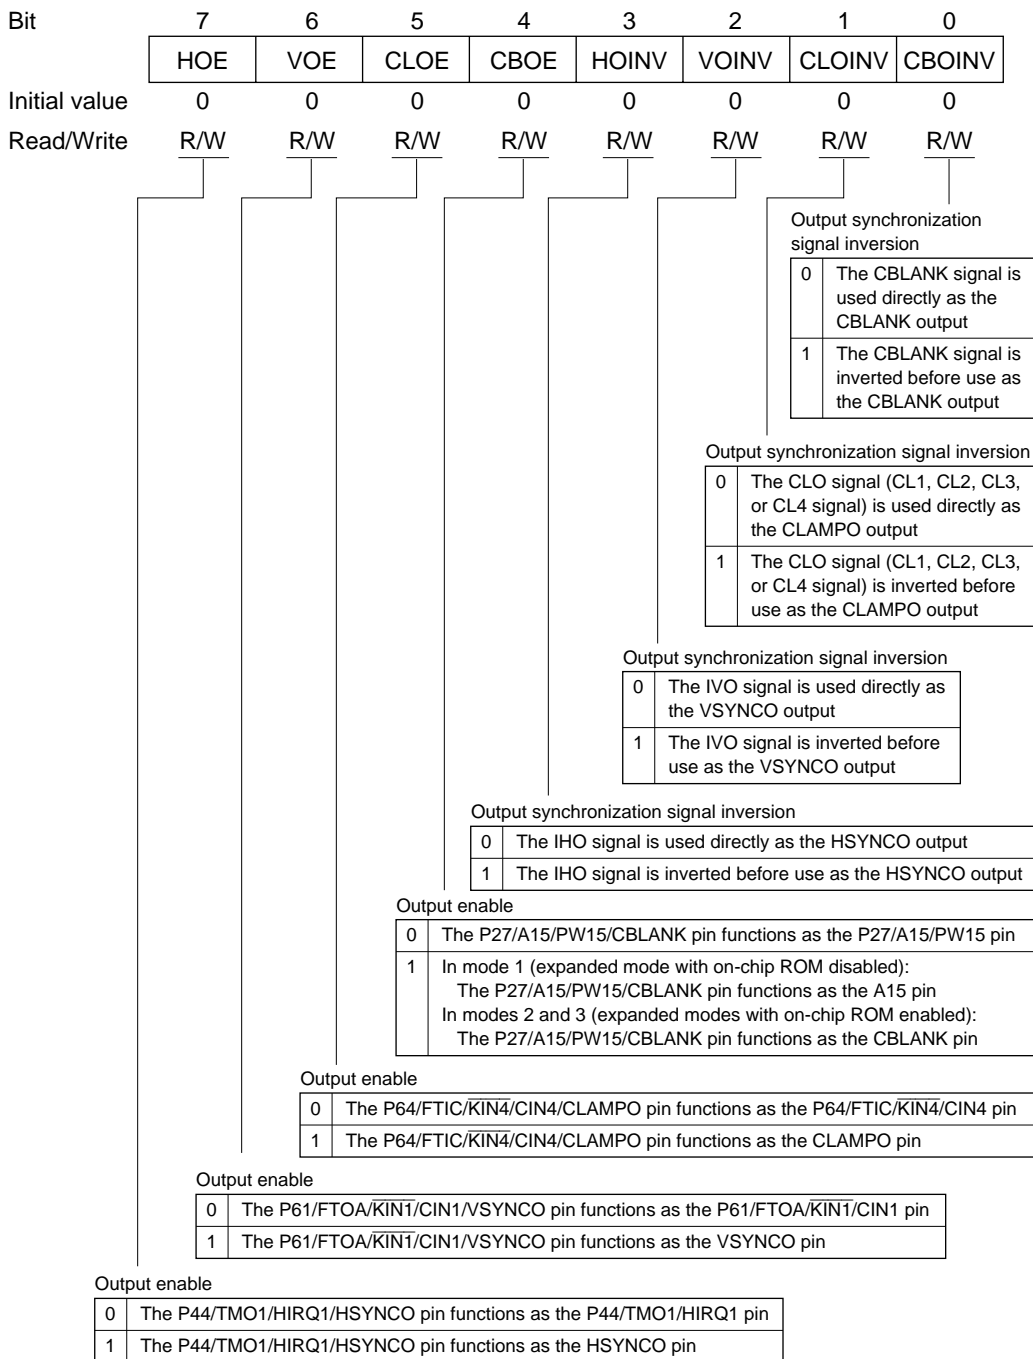 Bit 7 6 5 4 3 2 1 0
HOE VOE CLOE CBOE HOINV VOINV CLOINV CBOINV
Initial value 0 0 0 0 0 0 0 0
Read/Write R/W R/W R/W R/W R/W R/W R/W R/W
Output synchronization
signal inversion
0 The CBLANK signal is
used directly as the
CBLANK output
1 The CBLANK signal is
inverted before use as
the CBLANK output
Output synchronization signal inversion
0 The CLO signal (CL1, CL2, CL3,
or CL4 signal) is used directly as
the CLAMPO output
1 The CLO signal (CL1, CL2, CL3,
or CL4 signal) is inverted before
use as the CLAMPO output
Output synchronization signal inversion
0 The IVO signal is used directly as
the VSYNCO output
1 The IVO signal is inverted before
use as the VSYNCO output
Output synchronization signal inversion
0 The IHO signal is used directly as the HSYNCO output
1 The IHO signal is inverted before use as the HSYNCO output
Output enable
0 The P27/A15/PW15/CBLANK pin functions as the P27/A15/PW15 pin
1 In mode 1 (expanded mode with on-chip ROM disabled):
The P27/A15/PW15/CBLANK pin functions as the A15 pin
In modes 2 and 3 (expanded modes with on-chip ROM enabled):
The P27/A15/PW15/CBLANK pin functions as the CBLANK pin
Output enable
0 The P64/FTIC/K̅I̅N̅4̅/CIN4/CLAMPO pin functions as the P64/FTIC/K̅I̅N̅4̅/CIN4 pin
1 The P64/FTIC/K̅I̅N̅4̅/CIN4/CLAMPO pin functions as the CLAMPO pin
Output enable
0 The P61/FTOA/K̅I̅N̅1̅/CIN1/VSYNCO pin functions as the P61/FTOA/K̅I̅N̅1̅/CIN1 pin
1 The P61/FTOA/K̅I̅N̅1̅/CIN1/VSYNCO pin functions as the VSYNCO pin
Output enable
0 The P44/TMO1/HIRQ1/HSYNCO pin functions as the P44/TMO1/HIRQ1 pin
1 The P44/TMO1/HIRQ1/HSYNCO pin functions as the HSYNCO pin